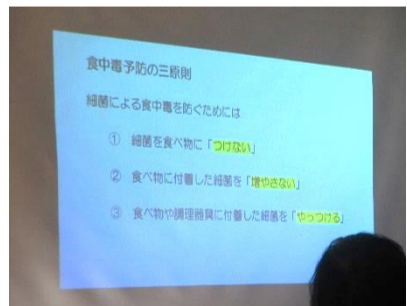 食中毒予防の三原則
細菌による食中毒を防ぐためには
① 細菌を食べ物に「つけない」
② 食べ物に付着した細菌を「増やさない」
③ 食べ物や調理器具に付着した細菌を「やっつける」